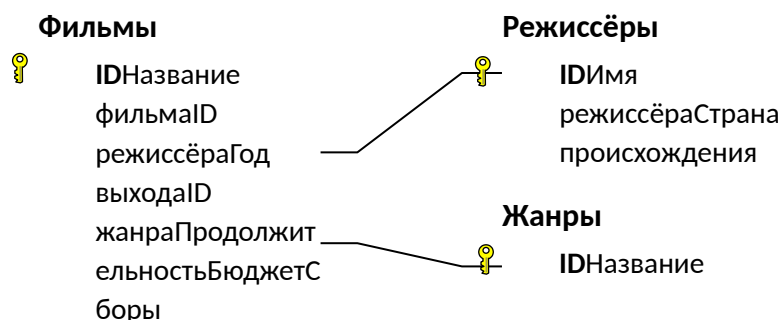 Фильмы
IDНазвание
фильмаID
режиссёраГод
выходаID
жанраПродолжит
ельностьБюджетС
боры
Режиссёры
IDИмя
режиссёраСтрана
происхождения
Жанры
IDНазвание